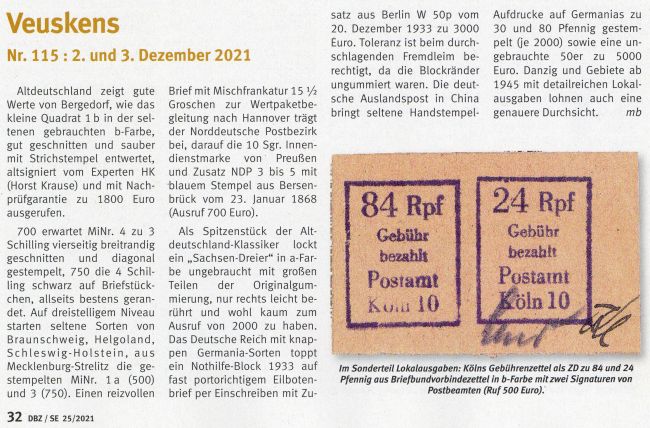 Veuskens
Nr. 115 : 2. und 3. Dezember 2021
Altdeutschland zeigt gute
Werte von Bergedorf, wie das
kleine Quadrat 1 b in der sel-
tenen gebrauchten b-Farbe,
gut geschnitten und sauber
mit Strichstempel entwertet,
altsigniert vom Experten HK
(Horst Krause) und mit Nach-
prüfgarantie zu 1800 Euro
ausgerufen.
700 erwartet MiNr. 4 zu 3
Schilling vierseitig breitrandig
geschnitten und diagonal
gestempelt, 750 die 4 Schil-
ling schwarz auf Briefstück-
chen, allseits bestens geran-
det. Auf dreistelligem Niveau
starten seltene Sorten von
Braunschweig, Helgoland,
Schleswig-Holstein, aus
Mecklenburg-Strelitz die ge-
stempelten MiNr. 1 a (500)
und 3 (750). Einen reizvollen
Brief mit Mischfrankatur 15 ½
Groschen zur Wertpaketbe-
gleitung nach Hannover trägt
der Norddeutsche Postbezirk
bei, darauf die 10 Sgr. Innen-
dienstmarke von Preußen
und Zusatz NDP 3 bis 5 mit
blauem Stempel aus Bersen-
brück vom 23. Januar 1868
(Ausruf 700 Euro).
Als Spitzenstück der Alt-
deutschland-Klassiker lockt
ein „Sachsen-Dreier“ in a-Far-
be ungebraucht mit großen
Teilen der Originalgum-
mierung, nur rechts leicht be-
rührt und wohl kaum zum
Ausruf von 2000 zu haben.
Das Deutsche Reich mit knap-
pen Germania-Sorten toppt
ein Nothilfe-Block 1933 auf
fast portorichtigem Eilboten-
brief per Einschreiben mit Zu-
satz aus Berlin W 50p vom
20. Dezember 1933 zu 3000
Euro. Toleranz ist beim durch-
schlagenden Fremdleim be-
rechtigt, da die Blockränder
ungummiert waren. Die deut-
sche Auslandspost in China
bringt seltene Handstempel-
Aufdrucke auf Germanias zu
30 und 80 Pfennig gestem-
pelt (je 2000) sowie eine un-
gebrauchte 50er zu 5000
Euro. Danzig und Gebiete ab
1945 mit detailreichen Lokal-
ausgaben lohnen auch eine
genauere Durchsicht. mb
84 Rpf
Gebühr
bezahlt
Postamt
Köln 10
24 Rpf
Gebühr
bezahlt
Postamt
Köln 10
Im Sonderteil Lokalausgaben: Kölns Gebührenzettel als ZD zu 84 und 24
Pfennig aus Briefbundvorbindezettel in b-Farbe mit zwei Signaturen von
Postbeamten (Ruf 500 Euro).
32 DBZ / SE 25/2021